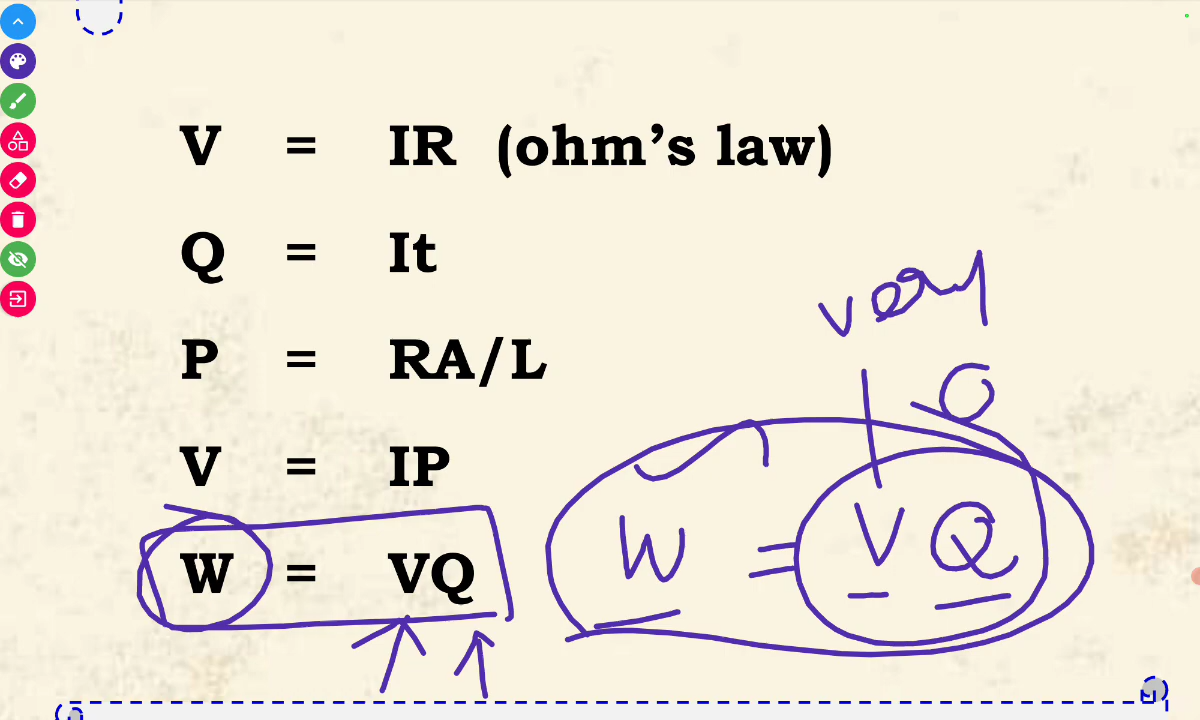 V = IR (ohm's law)
Q = It
P = RA/L
V = IP
W = VQ
W = VQ